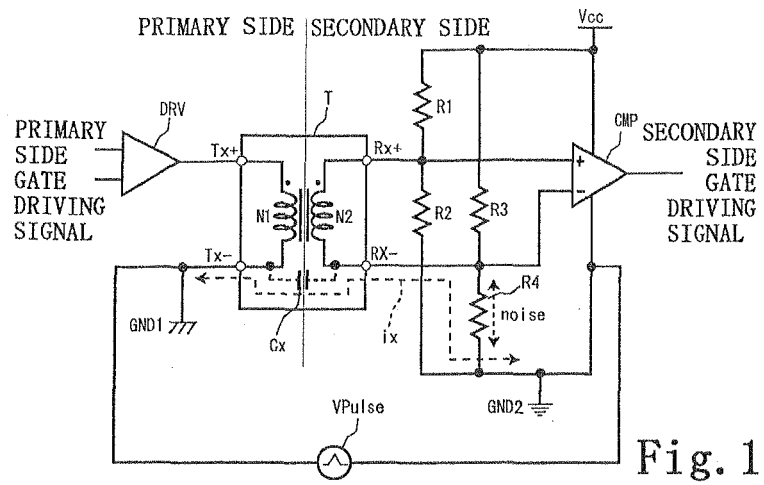 PRIMARY SIDE SECONDARY SIDE
Vcc
DRV
T
R1
CMP
PRIMARY
SIDE
GATE
DRIVING
SIGNAL
Tx+
Rx+
+
SECONDARY
SIDE
GATE
DRIVING
SIGNAL
N1
N2
R2
R3
−
Tx-
RX-
R4
noise
GND1
Cx
ix
GND2
VPulse
Fig. 1